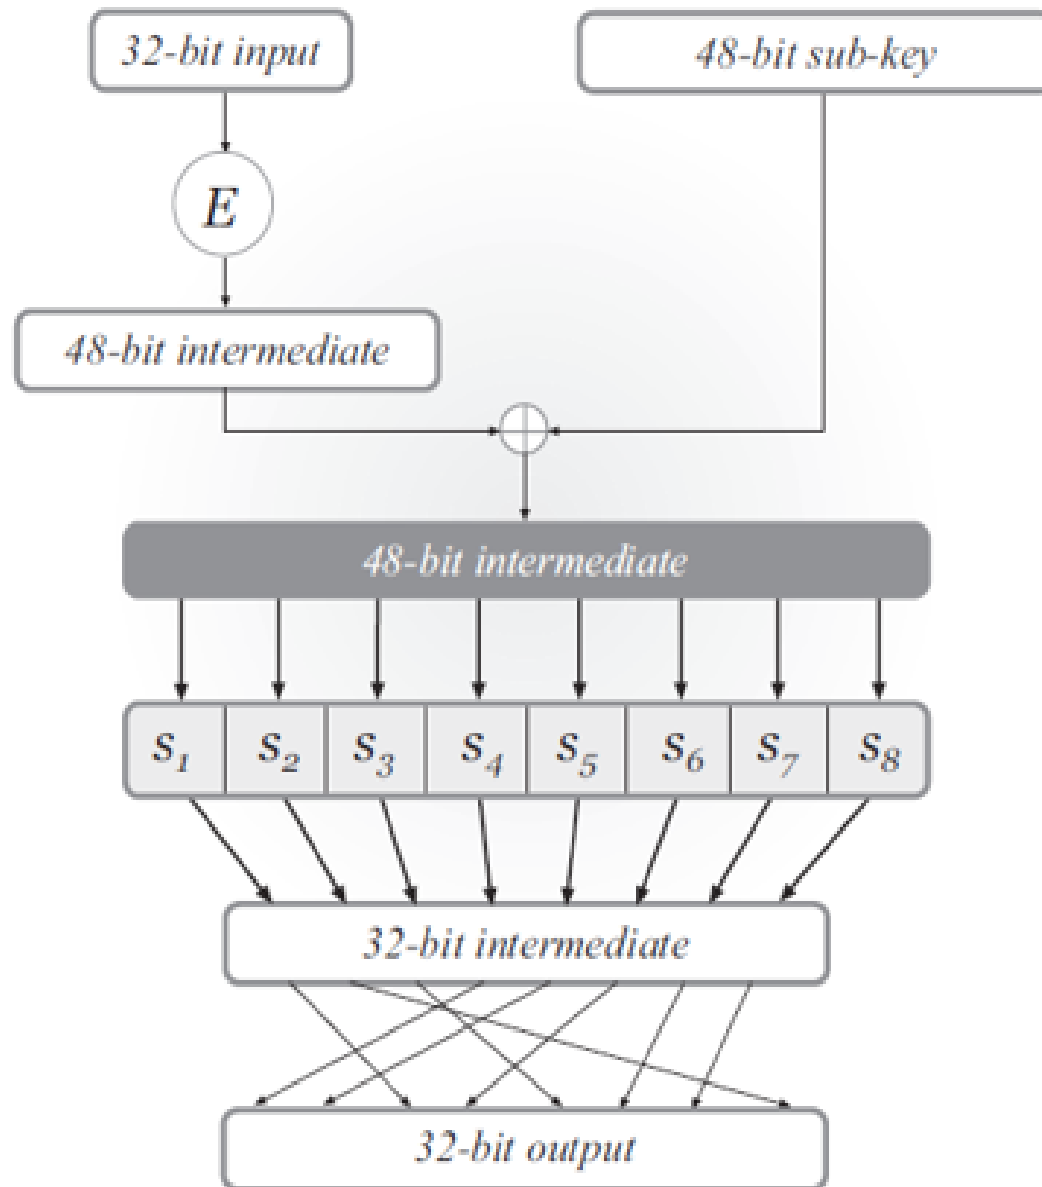 32-bit input
48-bit sub-key
E
48-bit intermediate
48-bit intermediate
S1 S2 S3 S4 S5 S6 S7 S8
32-bit intermediate
32-bit output